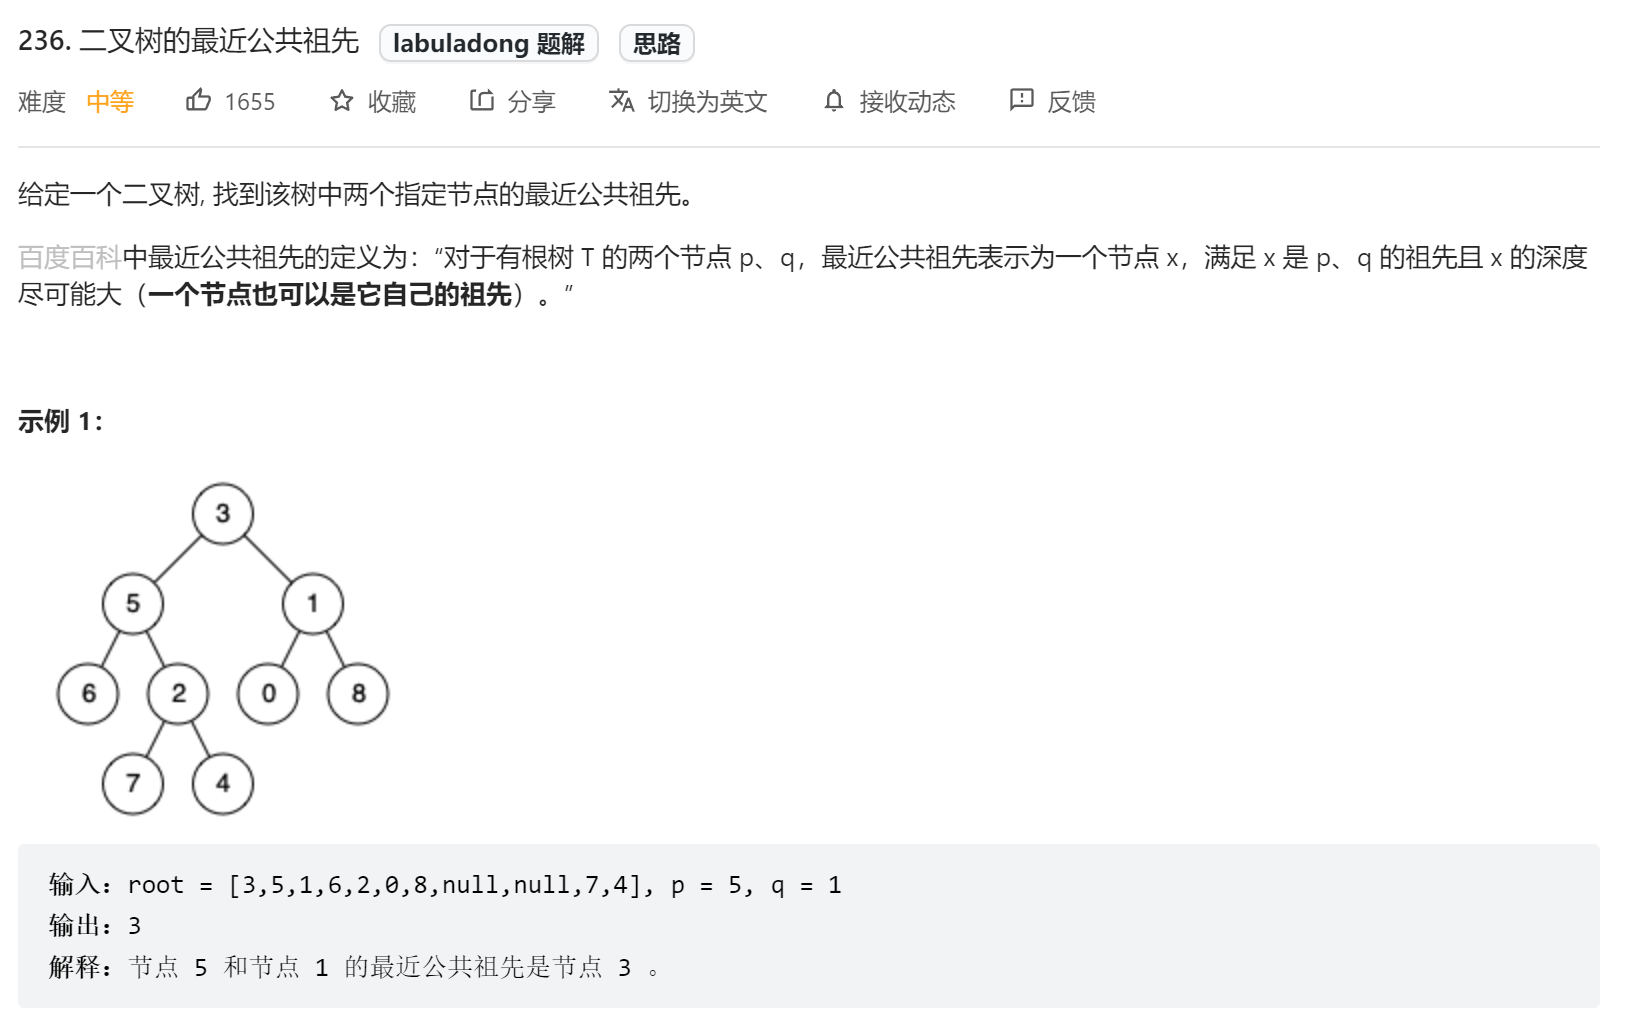 236. 二叉树的最近公共祖先 labuladong 题解 思路
难度 中等 1655 收藏 分享 切换为英文 接收动态 反馈
给定一个二叉树, 找到该树中两个指定节点的最近公共祖先。
百度百科中最近公共祖先的定义为：“对于有根树 T 的两个节点 p、q，最近公共祖先表示为一个节点 x，满足 x 是 p、q 的祖先且 x 的深度
尽可能大（一个节点也可以是它自己的祖先）。”
示例 1：
3
5 1
6 2 0 8
7 4
输入：root = [3,5,1,6,2,0,8,null,null,7,4], p = 5, q = 1
输出：3
解释：节点 5 和节点 1 的最近公共祖先是节点 3 。